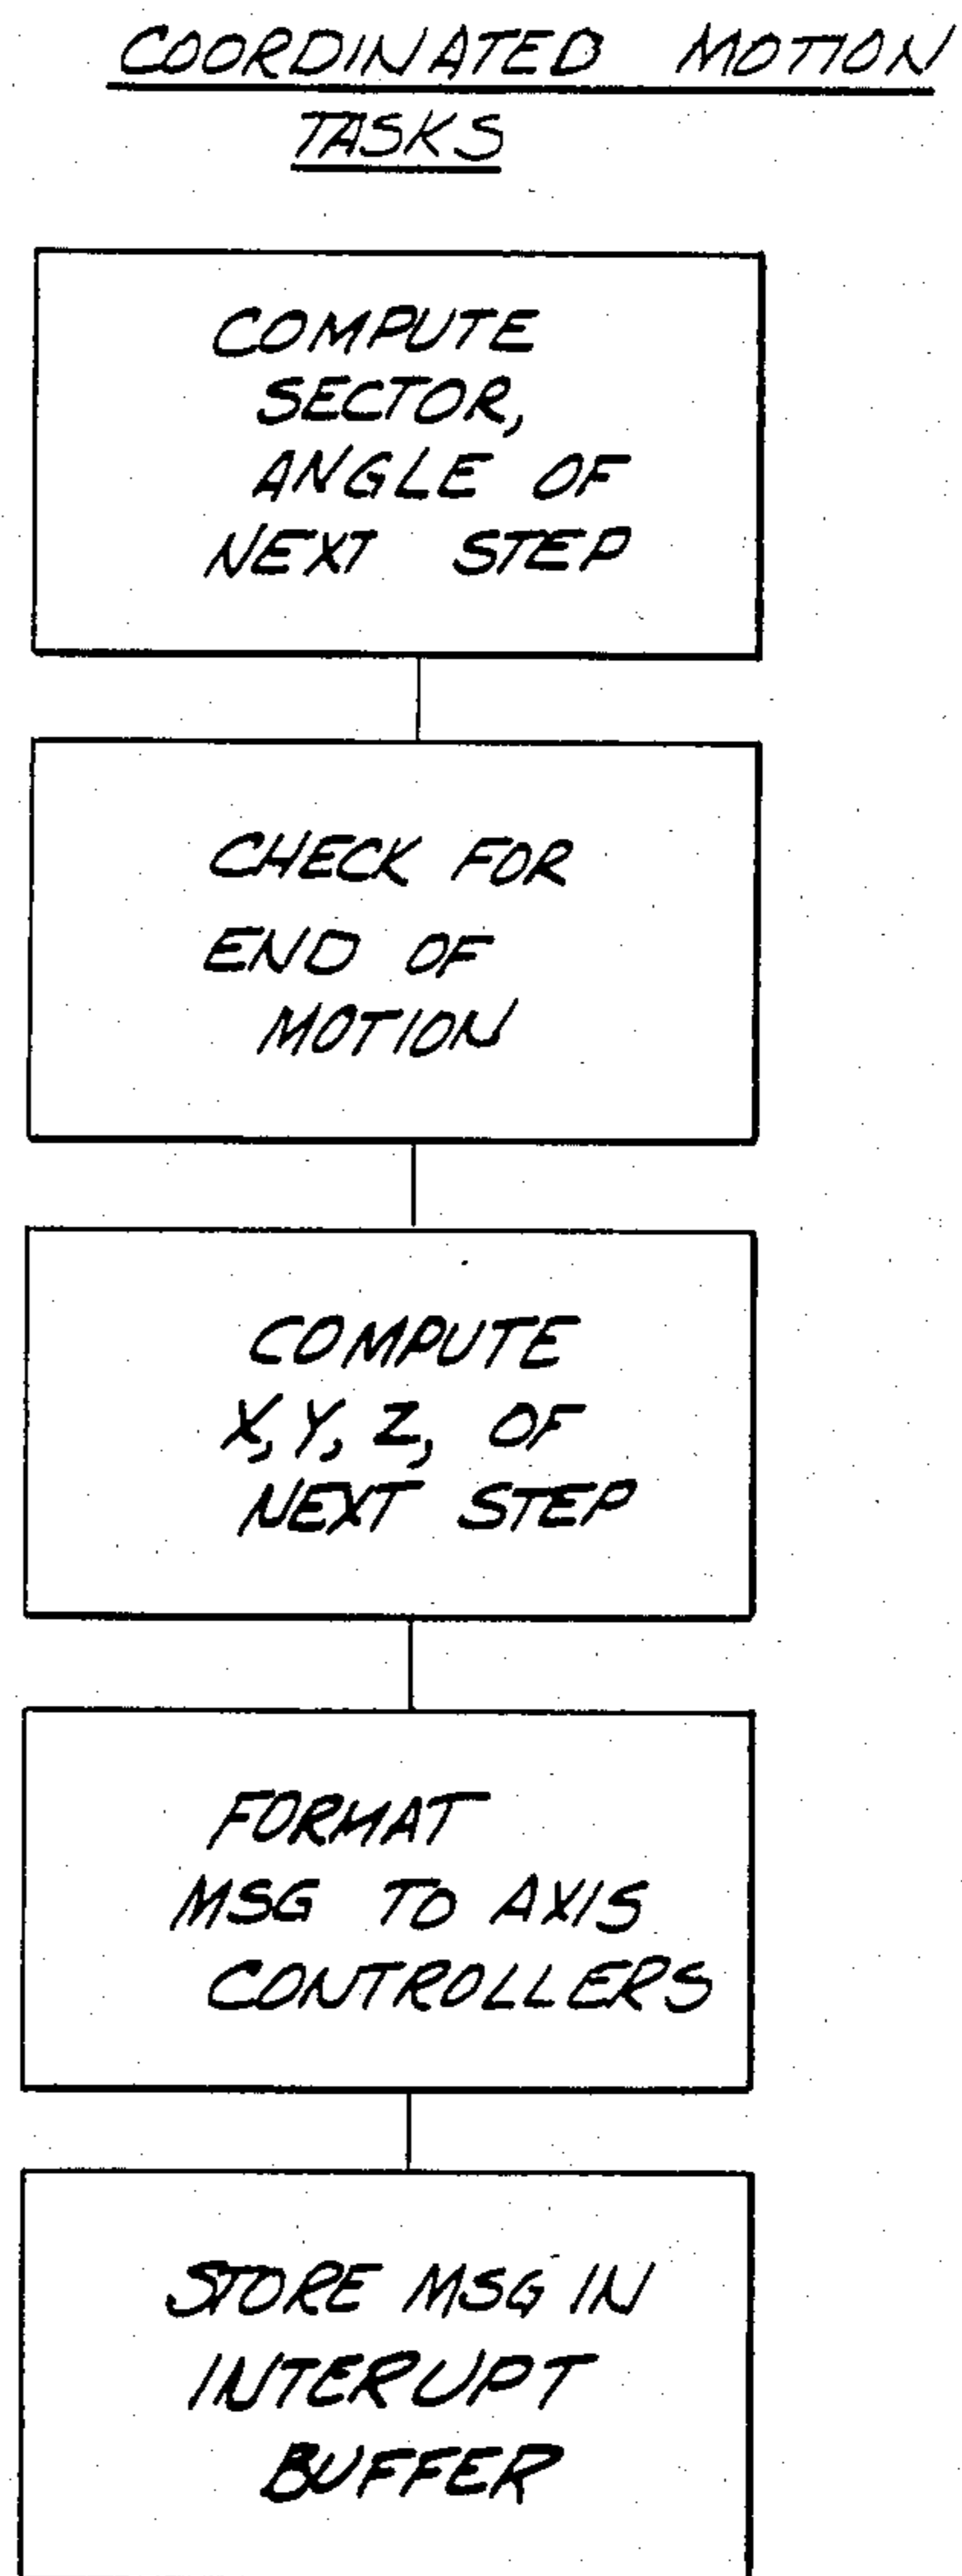 COORDINATED MOTION
TASKS
COMPUTE
SECTOR,
ANGLE OF
NEXT STEP
CHECK FOR
END OF
MOTION
COMPUTE
X, Y, Z, OF
NEXT STEP
FORMAT
MSG TO AXIS
CONTROLLERS
STORE MSG IN
INTERUPT
BUFFER